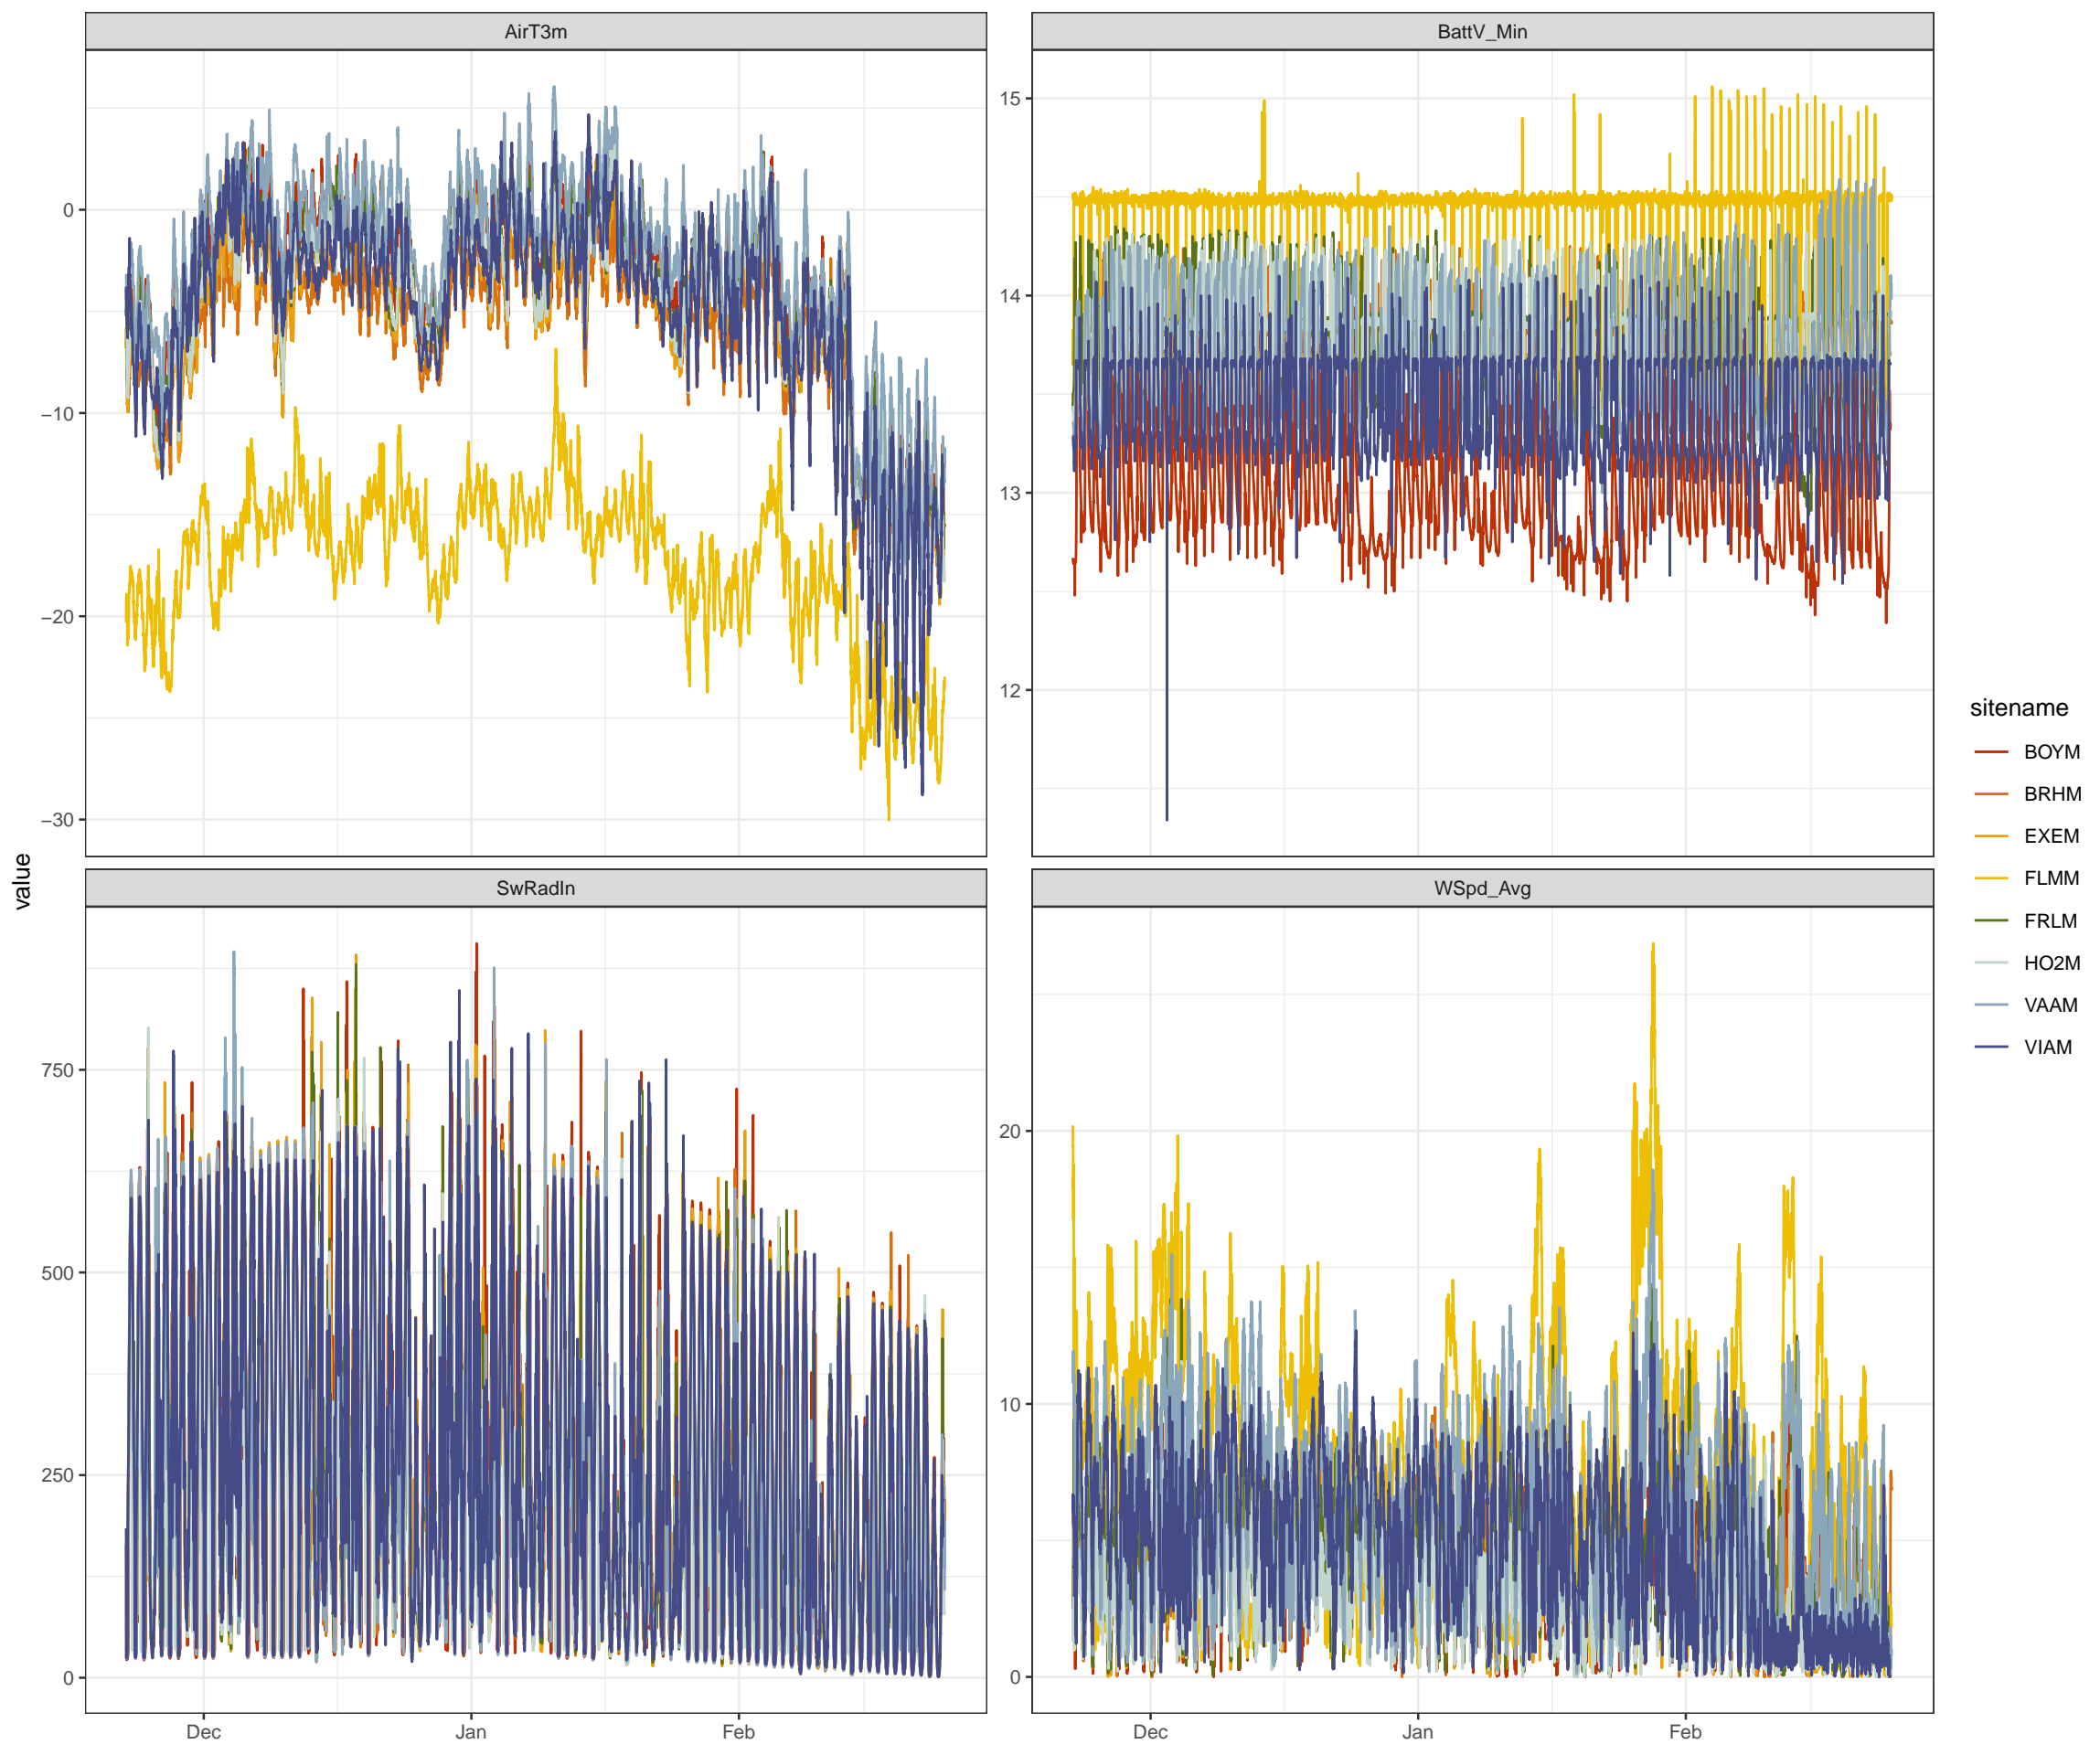 AirT3m
BattV_Min
0
−10
−20
−30
15
14
13
12
SwRadIn
WSpd_Avg
750
500
250
0
20
10
0
Dec
Jan
Feb
Dec
Jan
Feb
value
sitename
BOYM
BRHM
EXEM
FLMM
FRLM
HO2M
VAAM
VIAM